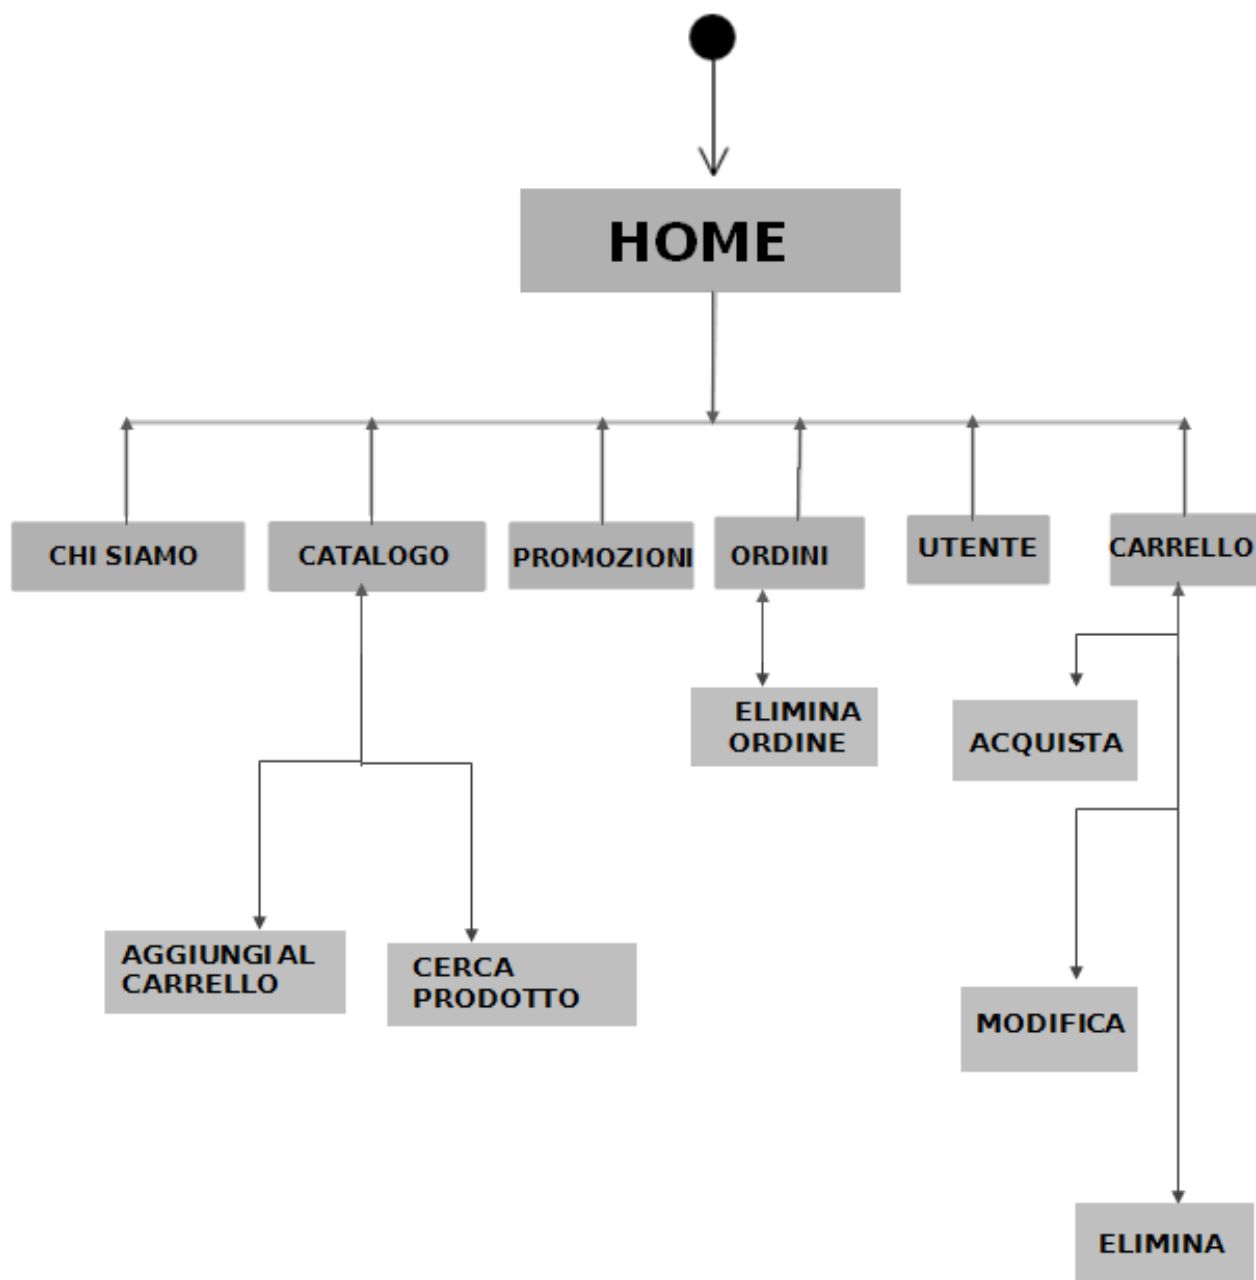 HOME
CHI SIAMO
CATALOGO
PROMOZIONI
ORDINI
UTENTE
CARRELLO
ELIMINA
ORDINE
ACQUISTA
AGGIUNGI AL
CARRELLO
CERCA
PRODOTTO
MODIFICA
ELIMINA